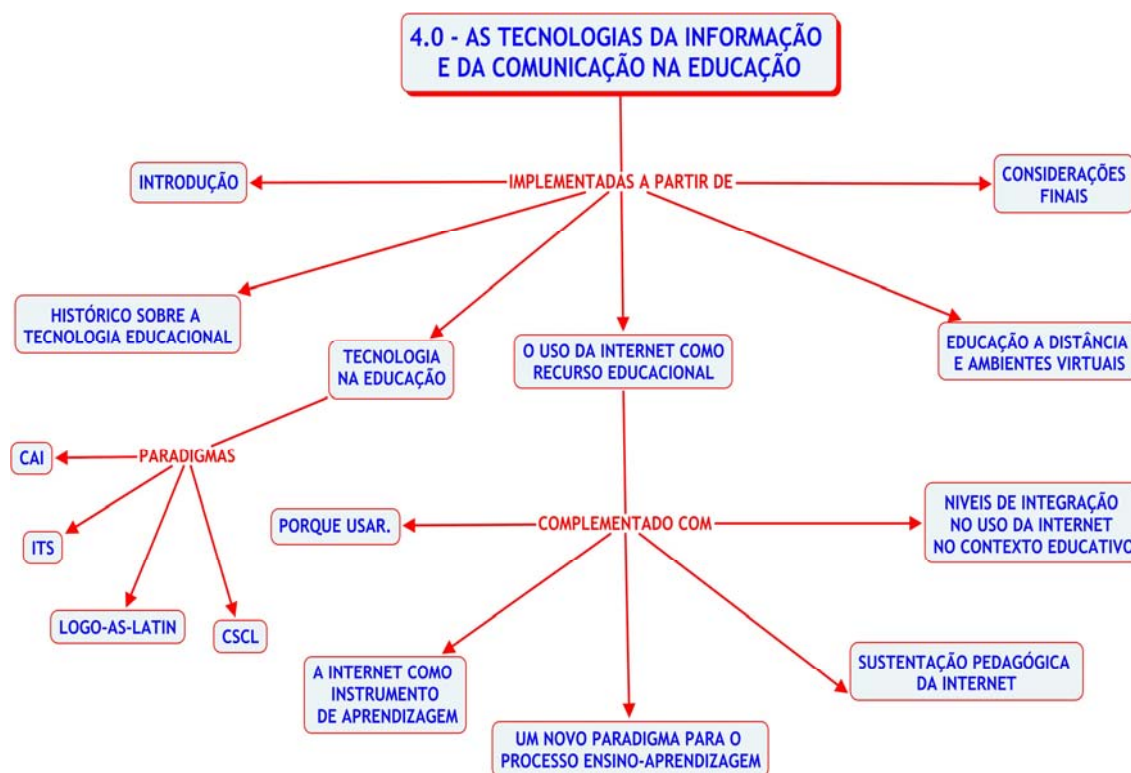 4.0 - AS TECNOLOGIAS DA INFORMAÇÃO
E DA COMUNICAÇÃO NA EDUCAÇÃO
INTRODUÇÃO
IMPLEMENTADAS A PARTIR DE
CONSIDERAÇÕES
FINAIS
HISTÓRICO SOBRE A
TECNOLOGIA EDUCACIONAL
TECNOLOGIA
NA EDUCAÇÃO
O USO DA INTERNET COMO
RECURSO EDUCACIONAL
EDUCAÇÃO A DISTÂNCIA
E AMBIENTES VIRTUAIS
CAI
PARADIGMAS
ITS
LOGO-AS-LATIN
CSCL
PORQUE USAR.
COMPLEMENTADO COM
NIVEIS DE INTEGRAÇÃO
NO USO DA INTERNET
NO CONTEXTO EDUCATIVO
A INTERNET COMO
INSTRUMENTO
DE APRENDIZAGEM
UM NOVO PARADIGMA PARA O
PROCESSO ENSINO-APRENDIZAGEM
SUSTENTAÇÃO PEDAGÓGICA
DA INTERNET